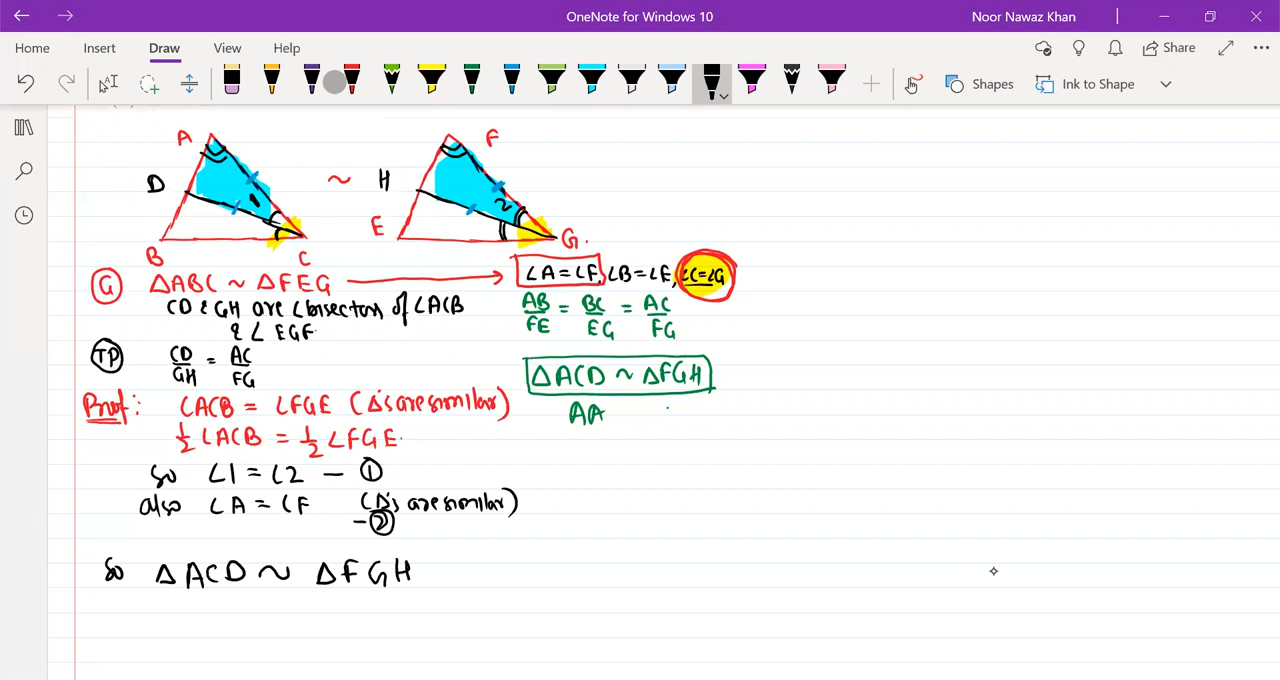 OneNote for Windows 10
Noor Nawaz Khan
Home Insert Draw View Help
Share
Shapes
Ink to Shape
A
D
B
C
1
~
F
H
E
G.
2
G ΔABC ~ ΔFEG
∠A = ∠F, ∠B = ∠E, ∠C = ∠G
CD & GH are ∠bisectors of ∠ACB
& ∠EGF.
AB/FE = BC/EG = AC/FG
TP CD/GH = AC/FG
ΔACD ~ ΔFGH
AA
Proof: ∠ACB = ∠FGE (Δ's are similar)
1/2 ∠ACB = 1/2 ∠FGE.
So ∠1 = ∠2 — ①
also ∠A = ∠F (Δ's are similar)
– ②
So ΔACD ~ ΔFGH